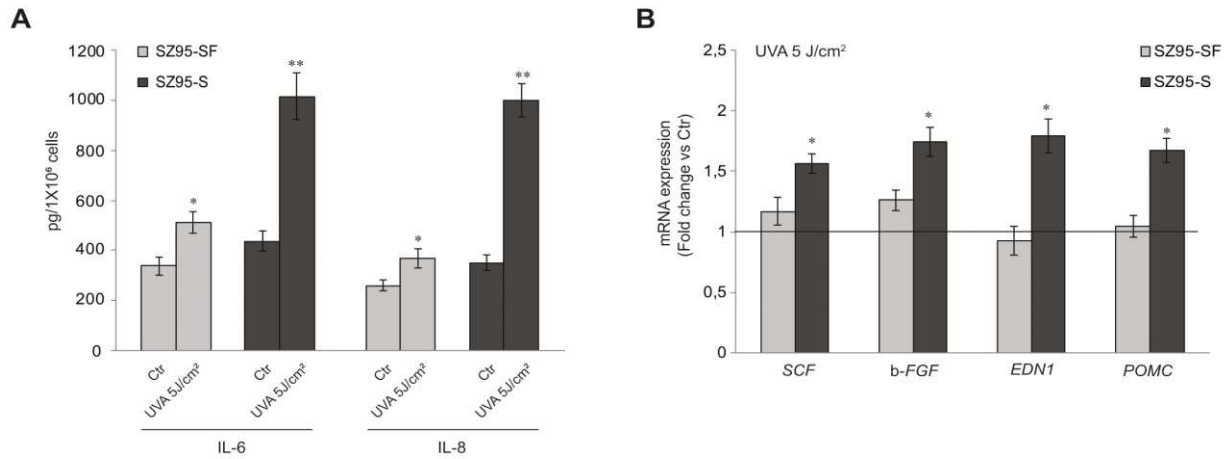 A
1200
1000
800
600
400
200
0
pg/1X10⁶ cells
SZ95-SF
SZ95-S
*
**
*
**
Ctr
UVA 5J/cm²
Ctr
UVA 5J/cm²
Ctr
UVA 5J/cm²
Ctr
UVA 5J/cm²
IL-6
IL-8
B
2,5
2
1,5
1
0,5
0
mRNA expression
(Fold change vs Ctr)
UVA 5 J/cm²
SZ95-SF
SZ95-S
*
*
*
*
SCF
b-FGF
EDN1
POMC